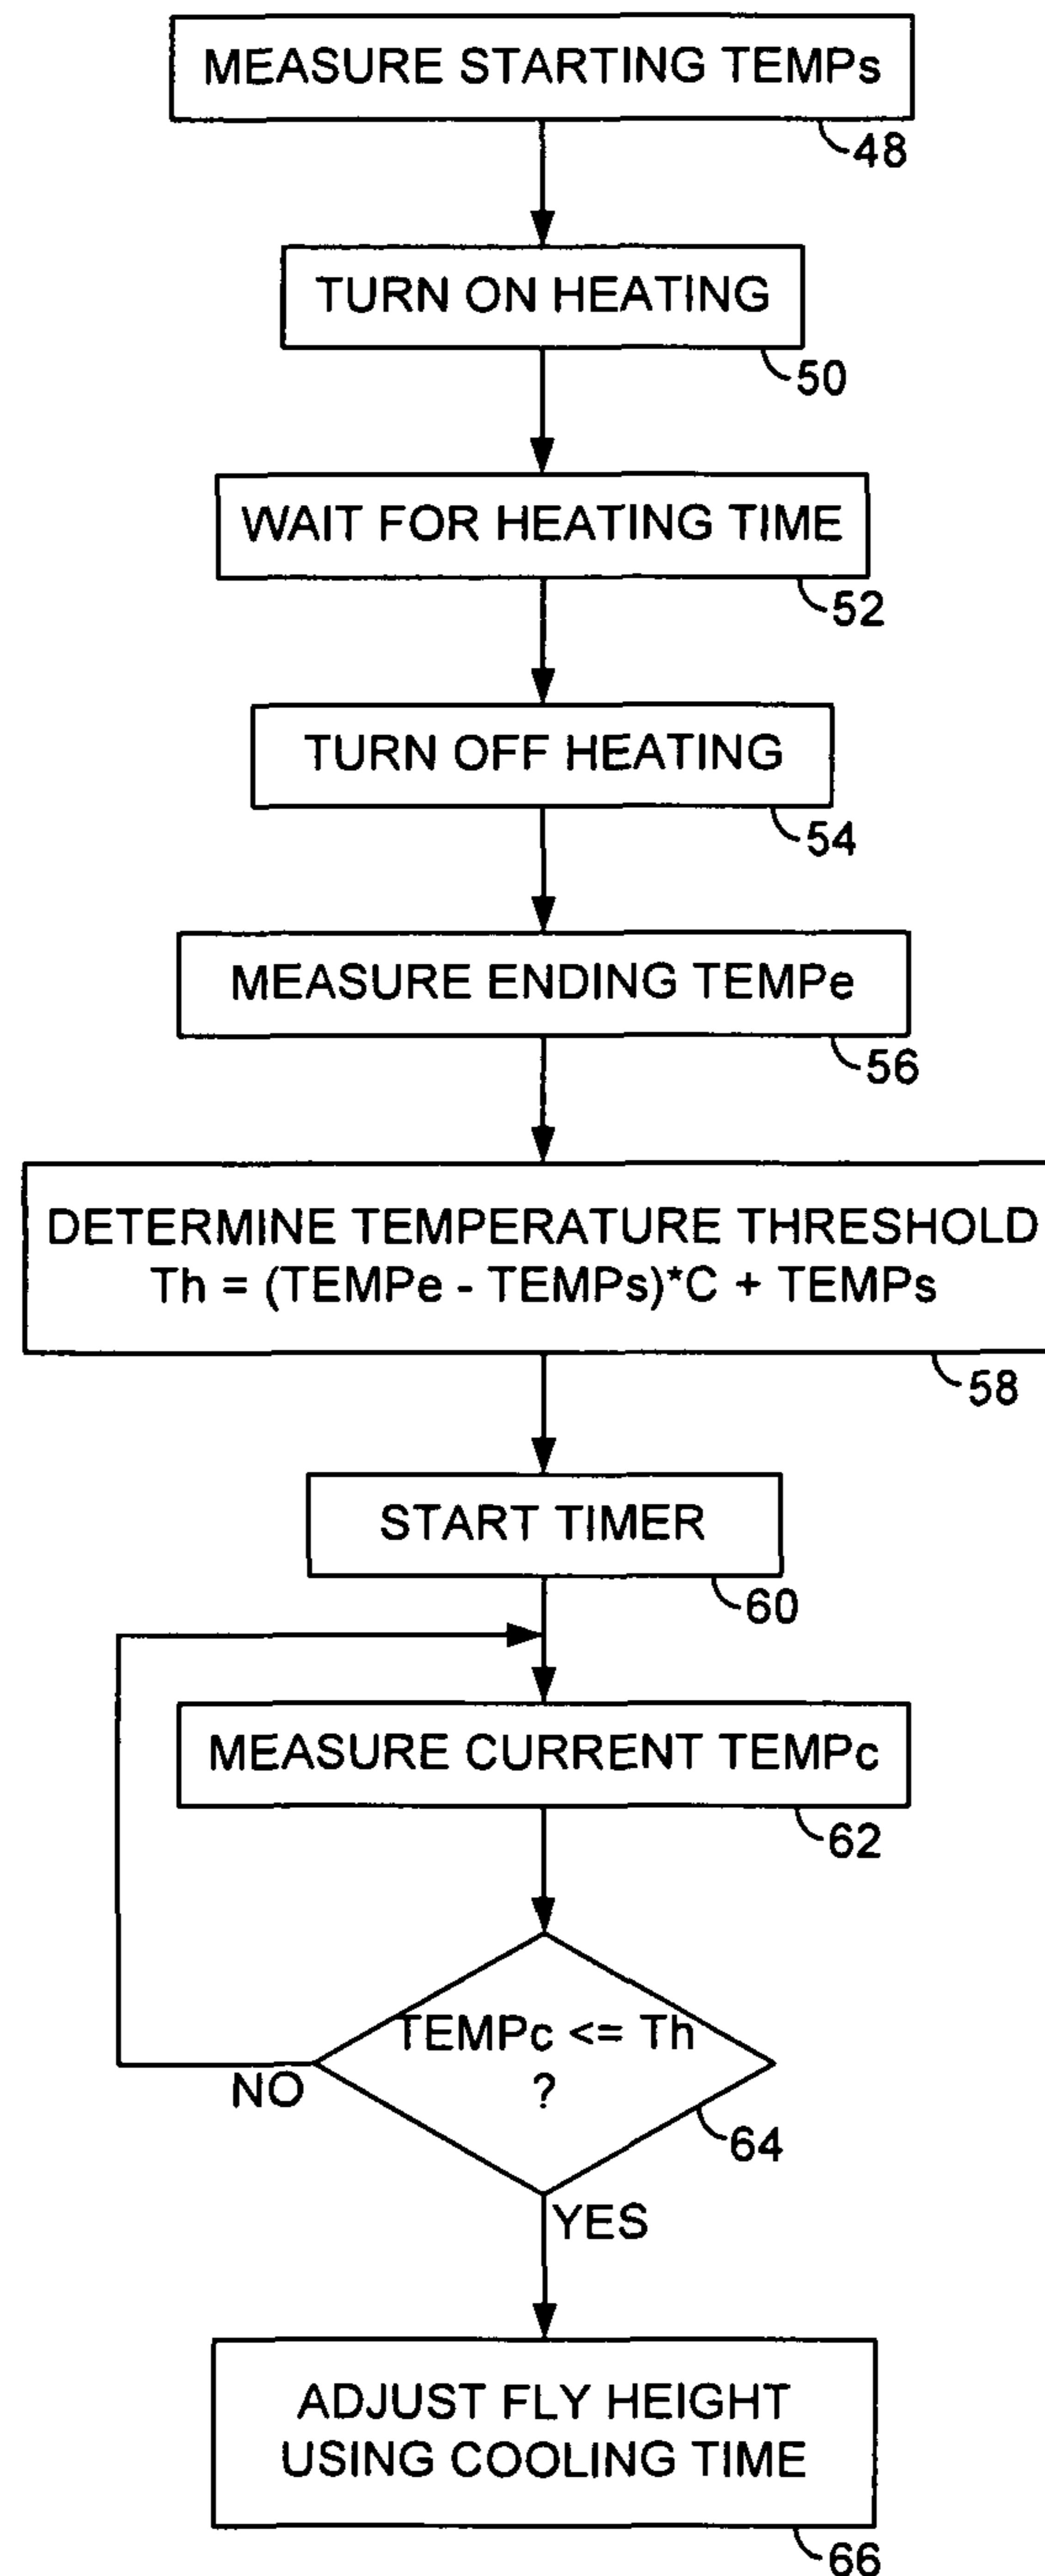 MEASURE STARTING TEMPs
48
TURN ON HEATING
50
WAIT FOR HEATING TIME
52
TURN OFF HEATING
54
MEASURE ENDING TEMPe
56
DETERMINE TEMPERATURE THRESHOLD
Th = (TEMPe - TEMPs)*C + TEMPs
58
START TIMER
60
MEASURE CURRENT TEMPc
62
TEMPc <= Th
?
NO
64
YES
ADJUST FLY HEIGHT
USING COOLING TIME
66